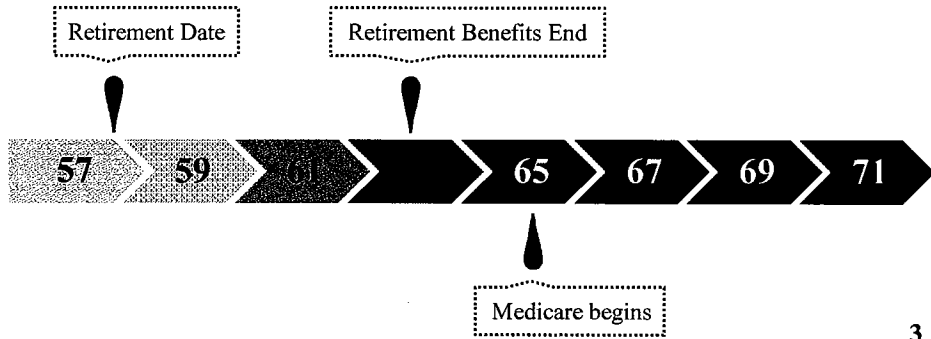 Retirement Date
Retirement Benefits End
57 59 61 65 67 69 71
Medicare begins
3